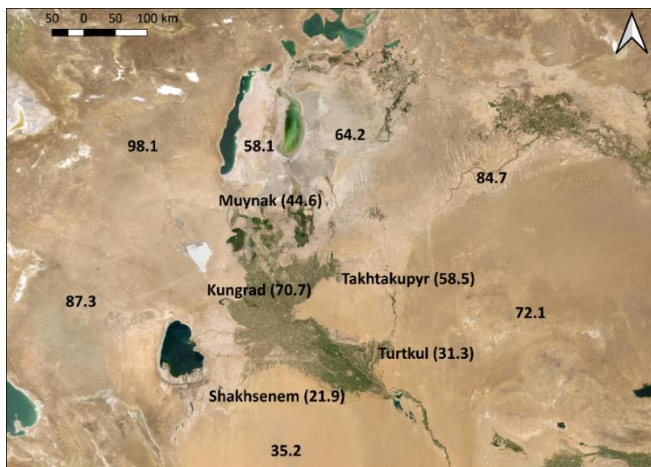 50 0 50 100 km
98.1
58.1
64.2
84.7
Muynak (44.6)
Kungrad (70.7)
Takhtakupyr (58.5)
87.3
72.1
Turtkul (31.3)
Shakhsenem (21.9)
35.2